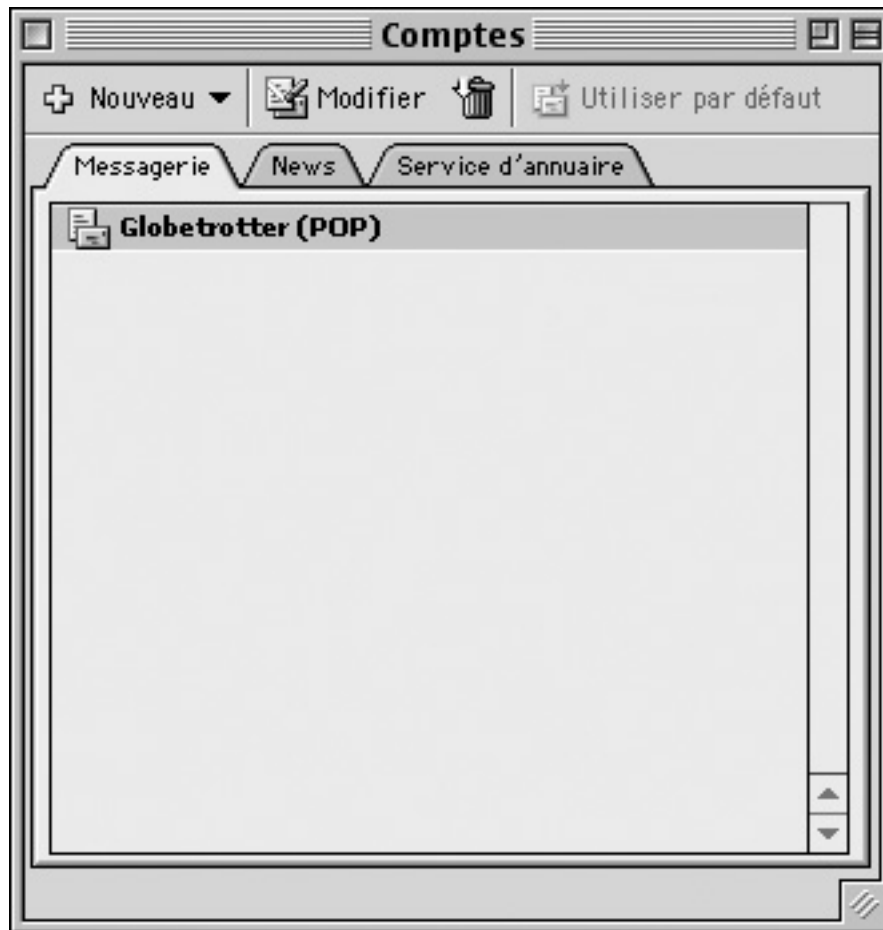 Comptes
Nouveau Modifier Utiliser par défaut
Messagerie News Service d'annuaire
Globetrotter (POP)